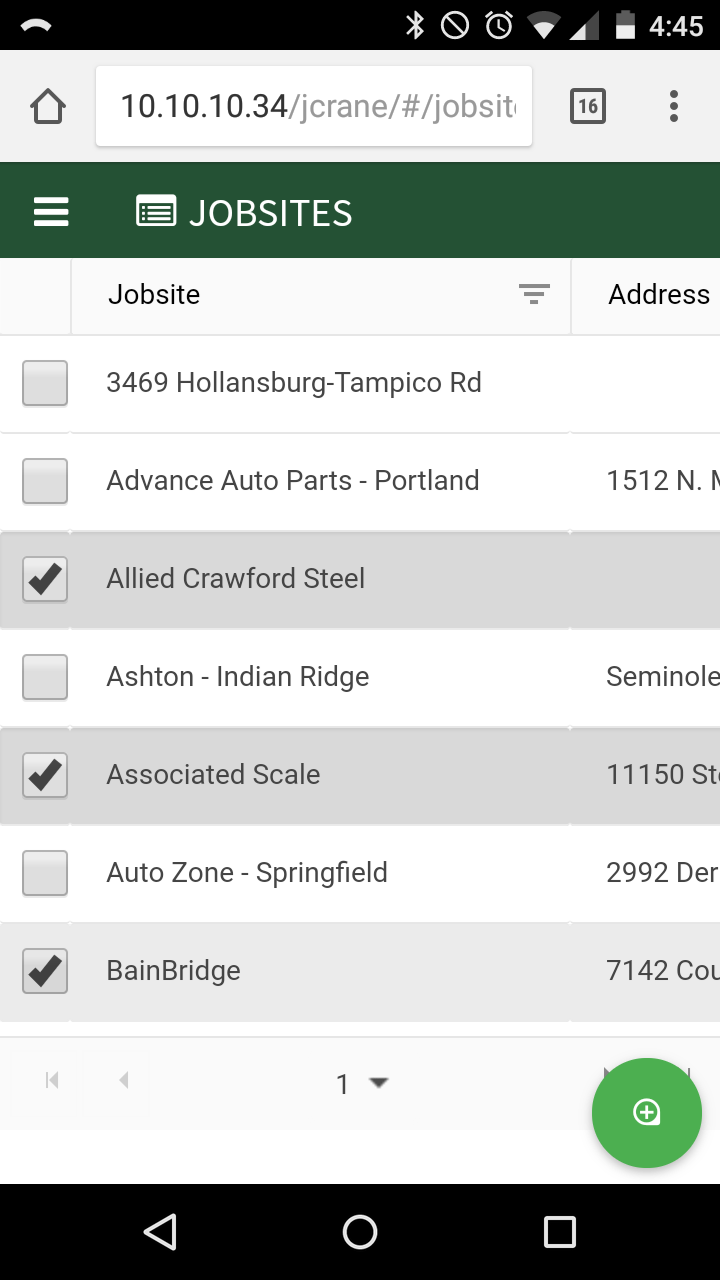 4:45
10.10.10.34/jcrane/#/jobsit
16
JOBSITES
Jobsite Address
3469 Hollansburg-Tampico Rd
Advance Auto Parts - Portland 1512 N.
Allied Crawford Steel
Ashton - Indian Ridge Seminole
Associated Scale 11150 St
Auto Zone - Springfield 2992 Der
BainBridge 7142 Cou
1